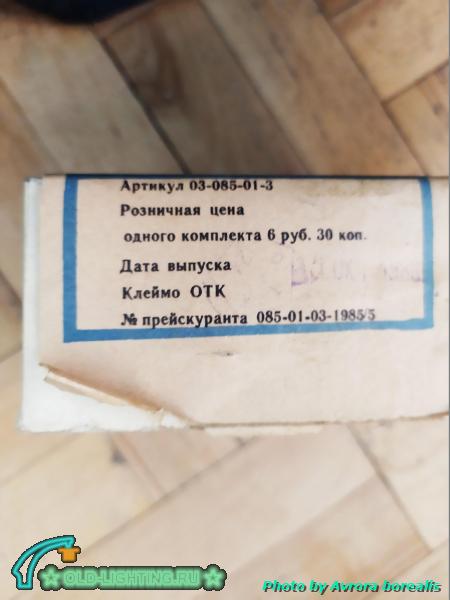 Артикул 03-085-01-3
Розничная цена
одного комплекта 6 руб. 30 коп.
Дата выпуска
Клеймо ОТК
№ прейскуранта 085-01-03-1985/5
OLD-LIGHTING.RU
Photo by Avrora borealis